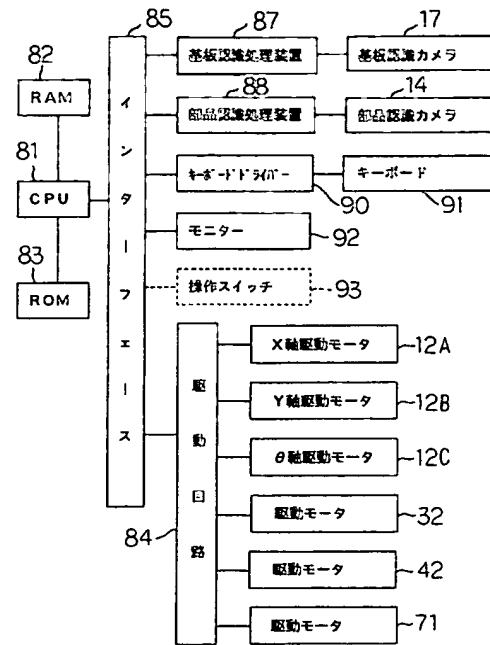 85
インターフェース
82
RAM
81
CPU
83
ROM
87
基板認識処理装置
17
基板認識カメラ
88
部品認識処理装置
14
部品認識カメラ
キーボードドライバー
90
キーボード
91
モニター
92
操作スイッチ
93
84
駆動回路
X軸駆動モータ
12A
Y軸駆動モータ
12B
θ軸駆動モータ
12C
駆動モータ
32
駆動モータ
42
駆動モータ
71